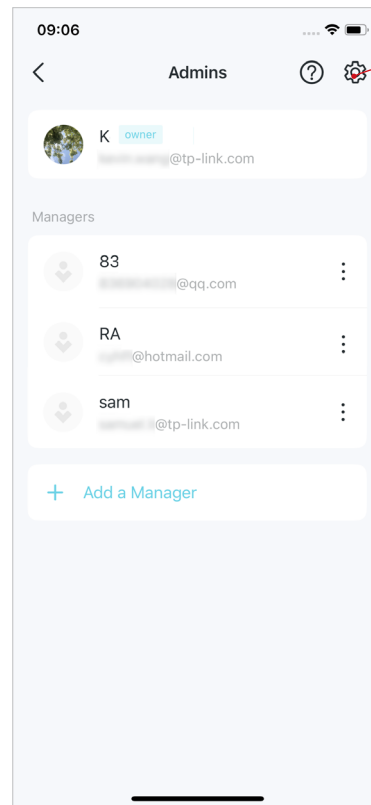 09:06
Admins
K owner
@tp-link.com
Managers
83
@qq.com
RA
@hotmail.com
sam
@tp-link.com
+ Add a Manager